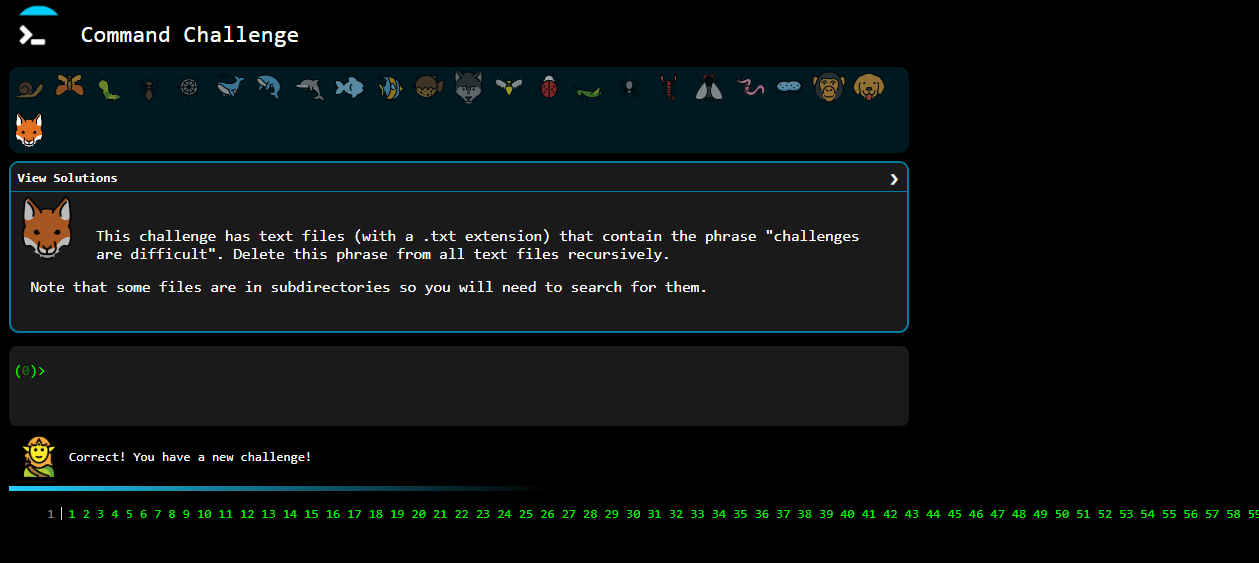 Command Challenge
View Solutions
This challenge has text files (with a .txt extension) that contain the phrase "challenges
are difficult". Delete this phrase from all text files recursively.
Note that some files are in subdirectories so you will need to search for them.
(0)>
Correct! You have a new challenge!
1 1 2 3 4 5 6 7 8 9 10 11 12 13 14 15 16 17 18 19 20 21 22 23 24 25 26 27 28 29 30 31 32 33 34 35 36 37 38 39 40 41 42 43 44 45 46 47 48 49 50 51 52 53 54 55 56 57 58 59